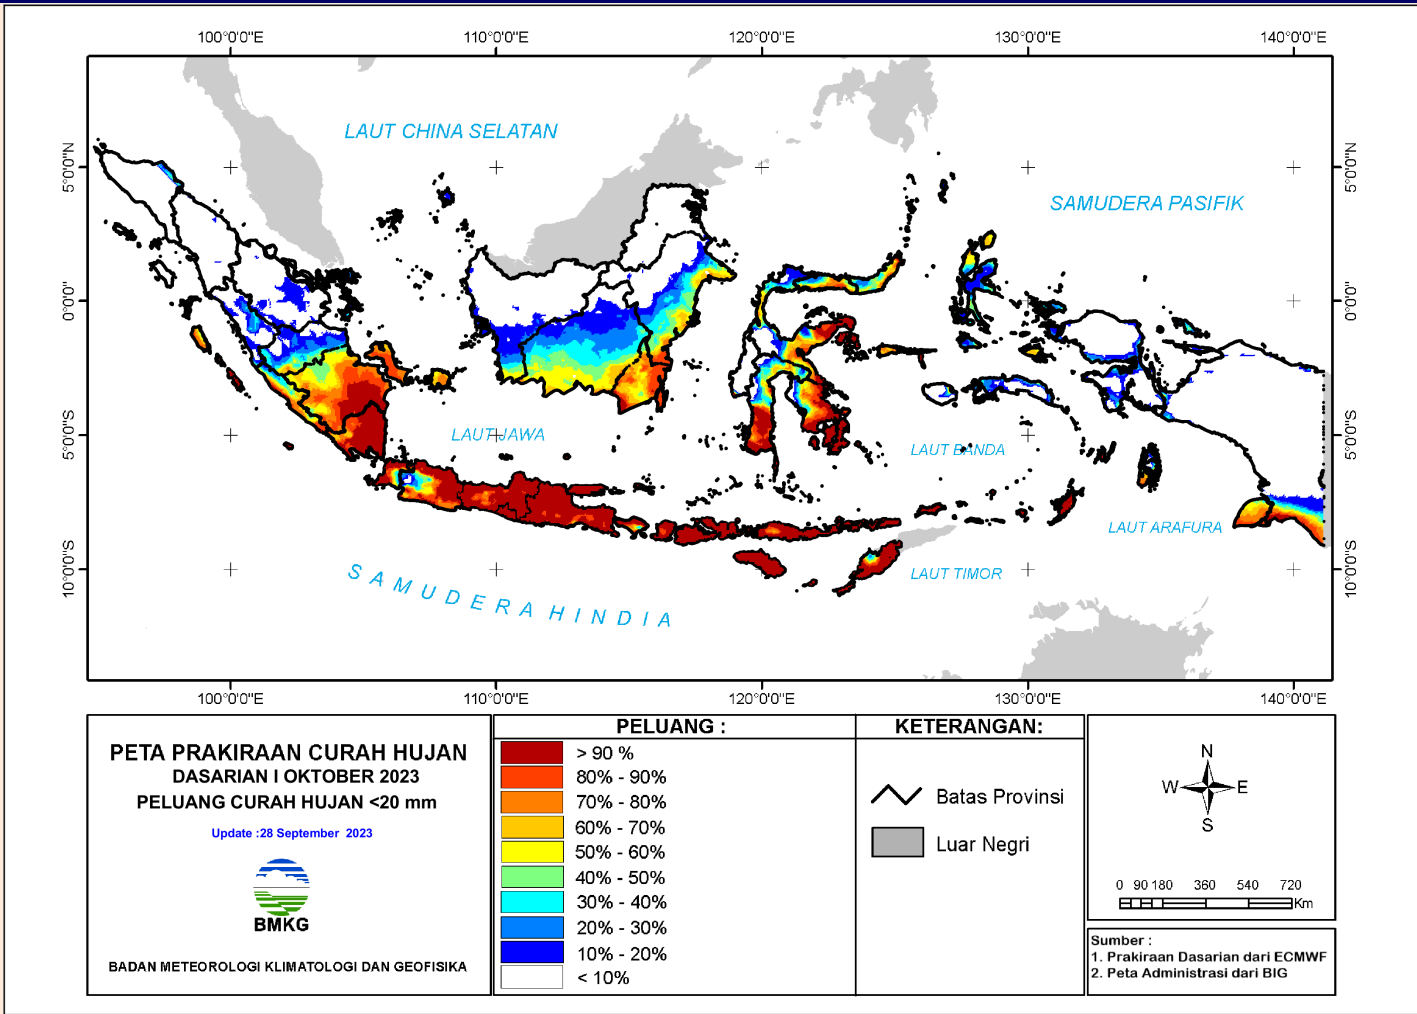 100°0'0"E 110°0'0"E 120°0'0"E 130°0'0"E 140°0'0"E
LAUT CHINA SELATAN
5°0'0"N 5°0'0"N
SAMUDERA PASIFIK
0°0'0" 0°0'0"
LAUT JAWA
5°0'0"S 5°0'0"S
LAUT BANDA
LAUT ARAFURA
10°0'0"S 10°0'0"S
LAUT TIMOR
SAMUDERA HINDIA
100°0'0"E 110°0'0"E 120°0'0"E 130°0'0"E 140°0'0"E
PETA PRAKIRAAN CURAH HUJAN
DASARIAN I OKTOBER 2023
PELUANG CURAH HUJAN <20 mm
Update :28 September 2023
BMKG
BADAN METEOROLOGI KLIMATOLOGI DAN GEOFISIKA
PELUANG :
> 90 %
80% - 90%
70% - 80%
60% - 70%
50% - 60%
40% - 50%
30% - 40%
20% - 30%
10% - 20%
< 10%
KETERANGAN:
Batas Provinsi
Luar Negri
N
W E
S
0 90 180 360 540 720
Km
Sumber :
1. Prakiraan Dasarian dari ECMWF
2. Peta Administrasi dari BIG